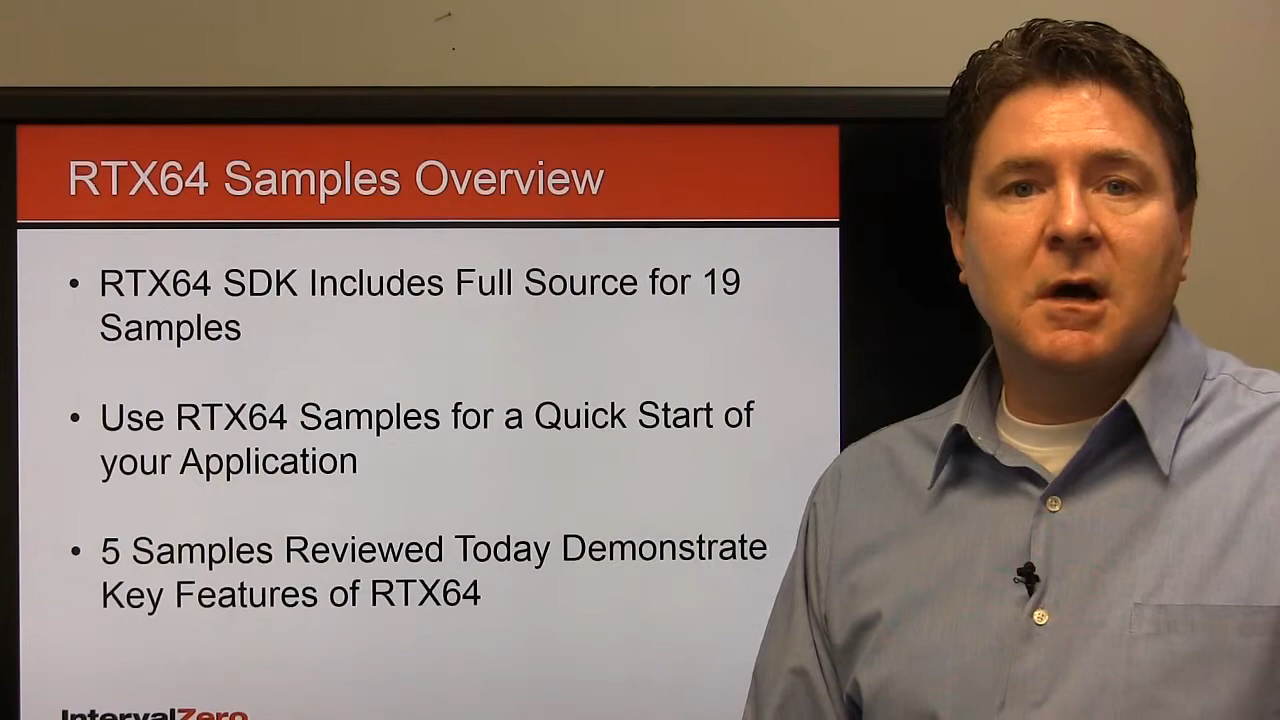 RTX64 Samples Overview
• RTX64 SDK Includes Full Source for 19
Samples
• Use RTX64 Samples for a Quick Start of
your Application
• 5 Samples Reviewed Today Demonstrate
Key Features of RTX64
IntervalZero